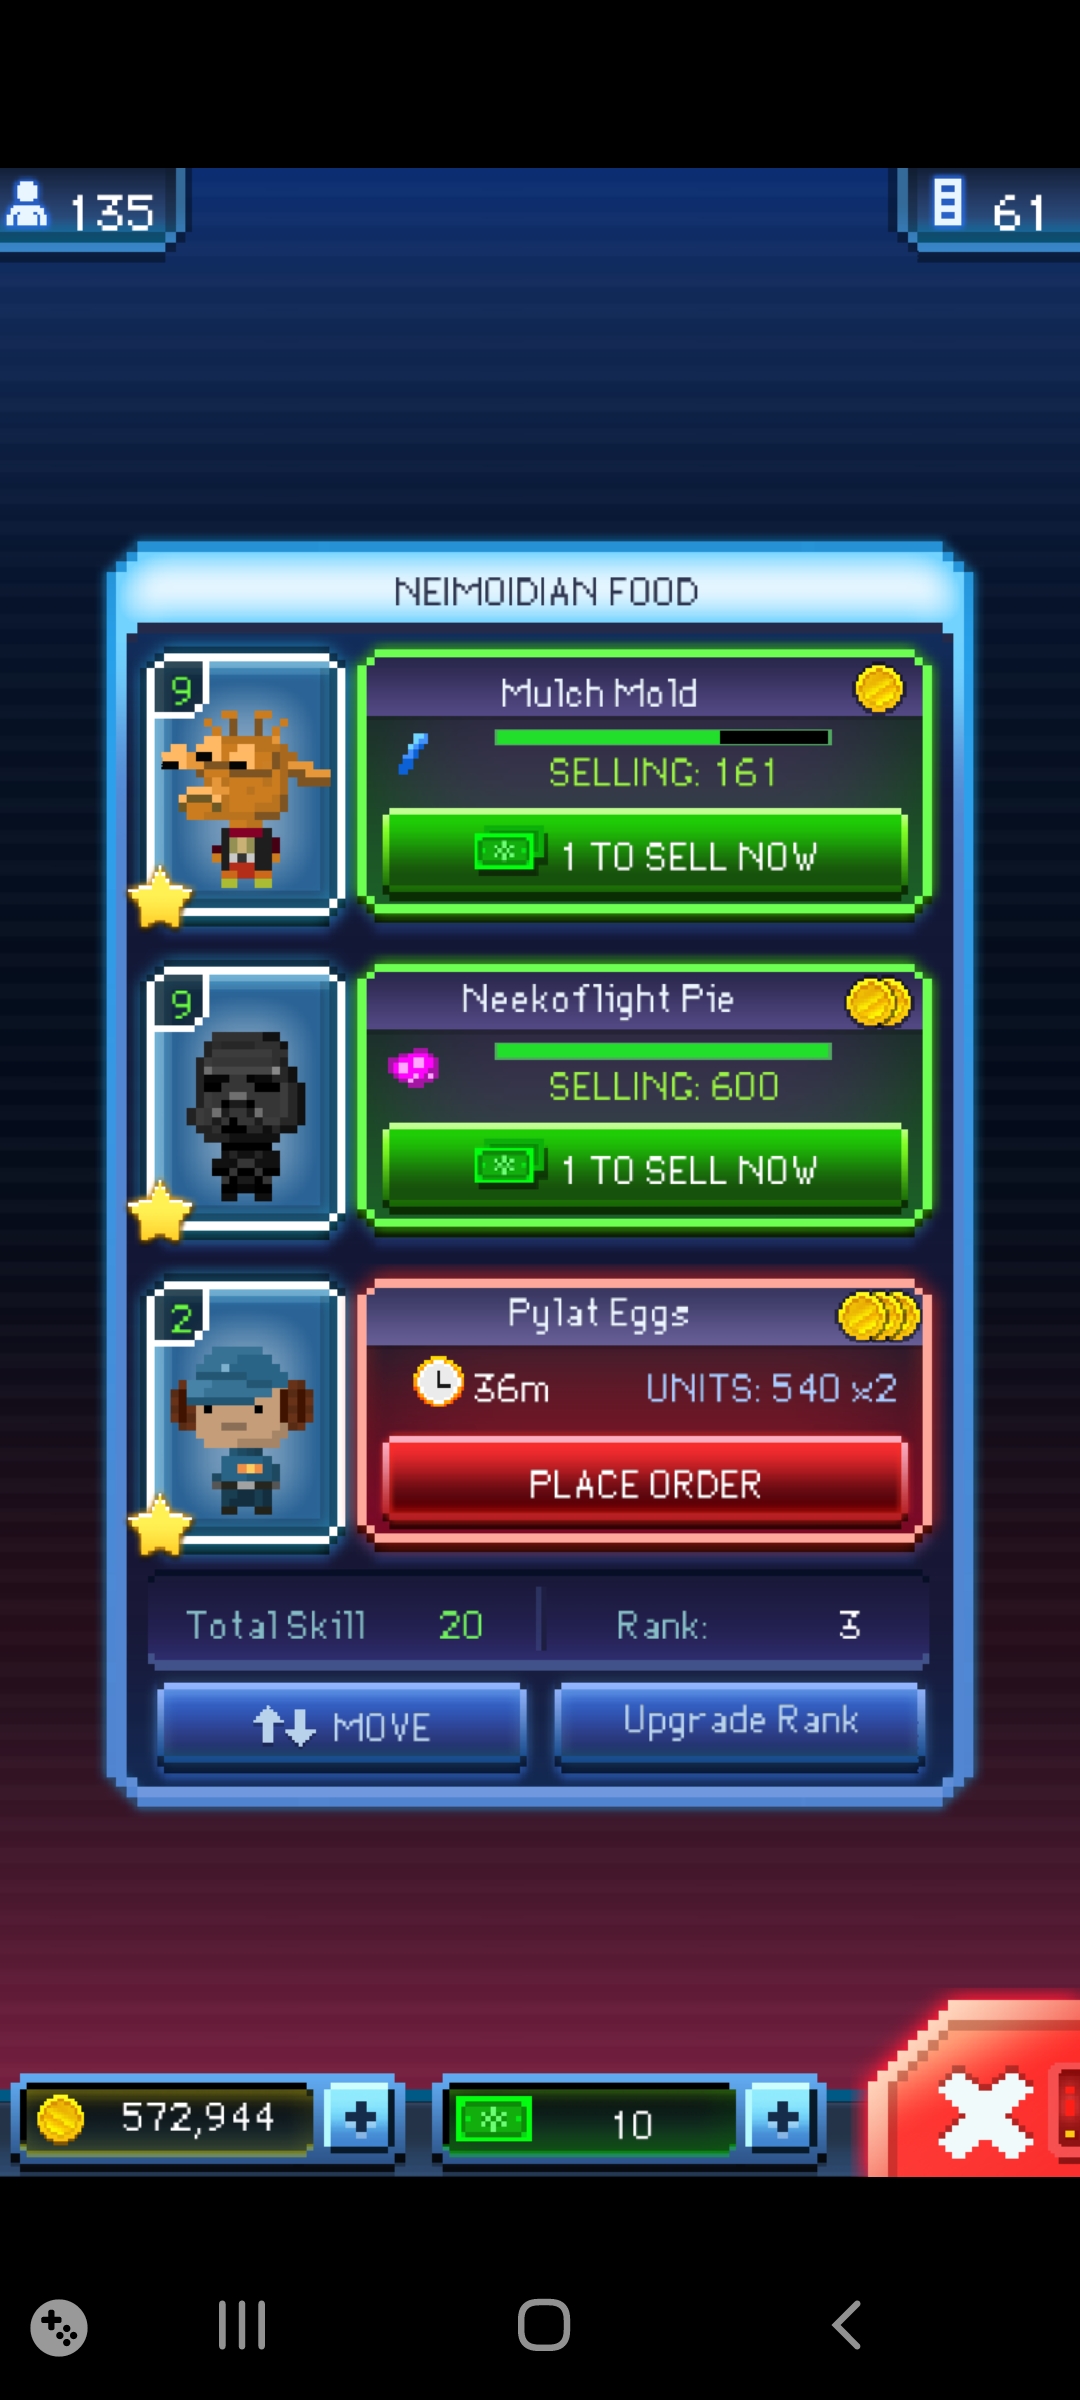 135
61
NEIMOIDIAN FOOD
9
Mulch Mold
SELLING: 161
1 TO SELL NOW
9
Neekoflight Pie
SELLING: 600
1 TO SELL NOW
2
Pylat Eggs
36m UNITS: 540 x2
PLACE ORDER
Total Skill 20 Rank: 3
MOVE Upgrade Rank
572,944 10